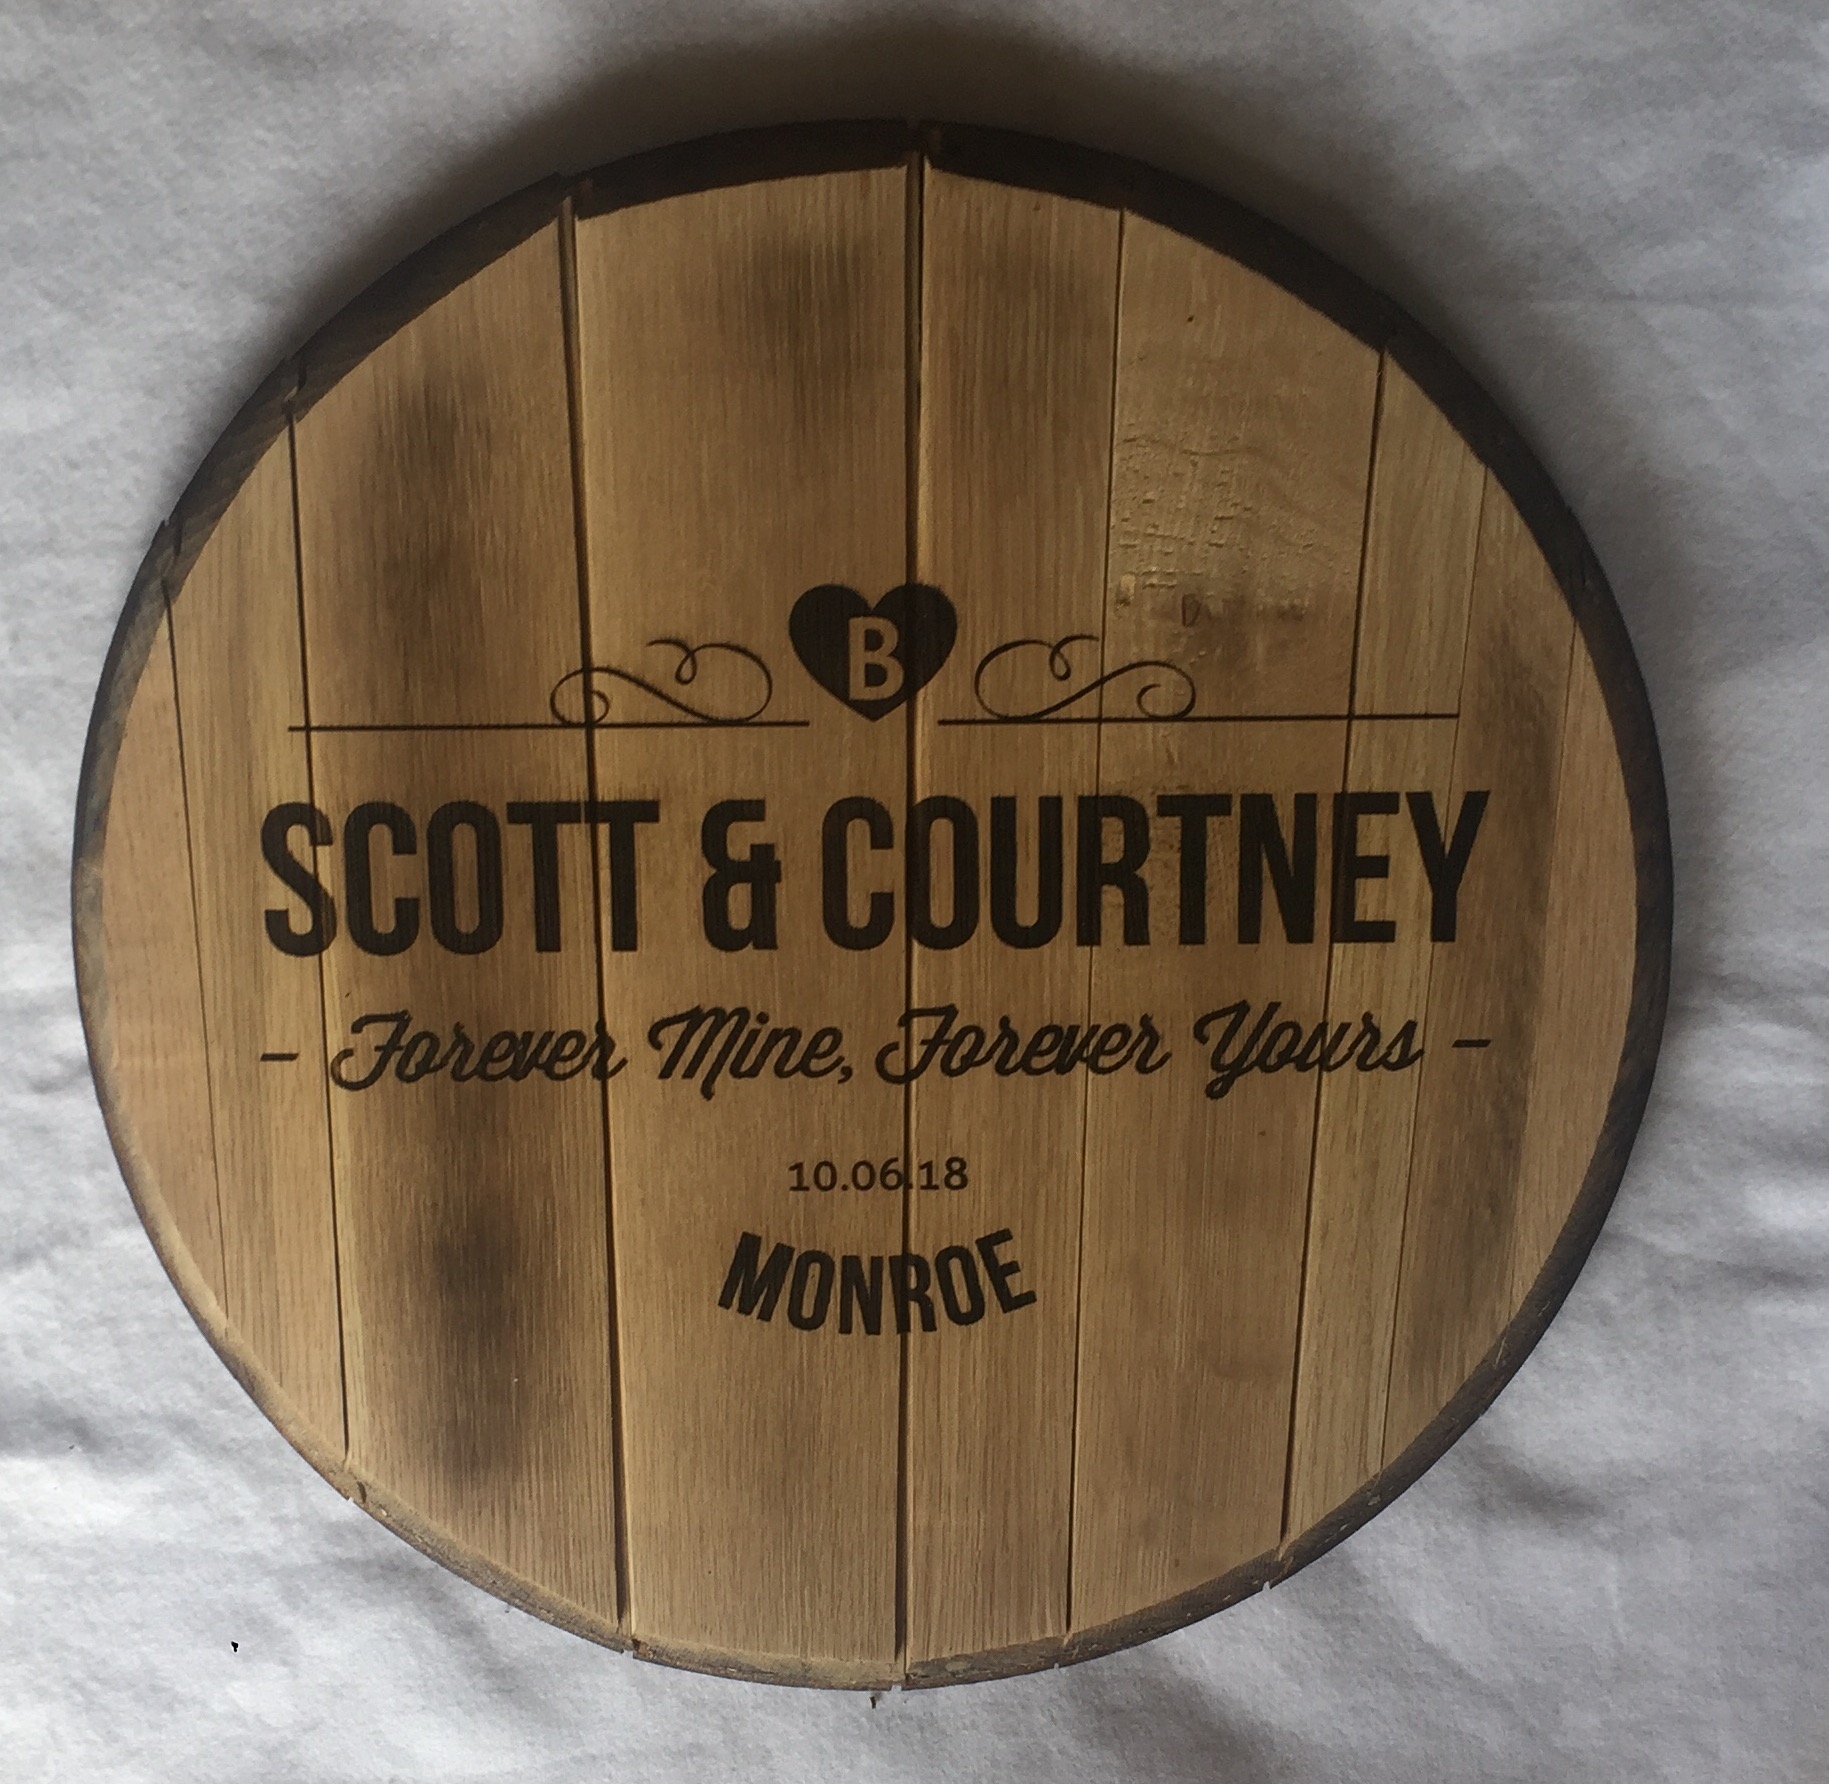 B
SCOTT & COURTNEY
- Forever Mine, Forever Yours -
10.06.18
MONROE